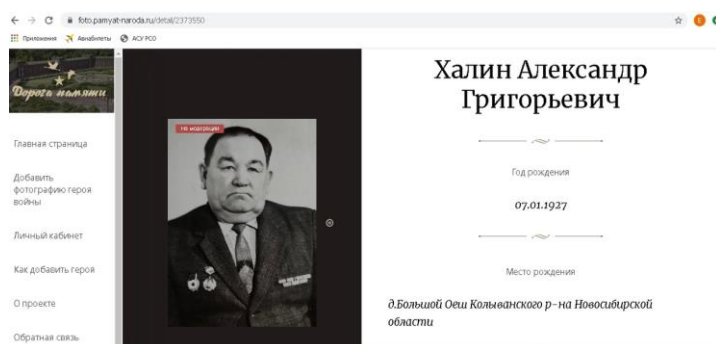 foto.pamyat-naroda.ru/detail/2373550
Приложения Авиабилеты АСУ РСО
Дорога памяти
Главная страница
Добавить
фотографию героя
войны
Личный кабинет
Как добавить героя
О проекте
Обратная связь
На модерации
Халин Александр
Григорьевич
Год рождения
07.01.1927
Место рождения
д.Большой Оеш Колыванского р-на Новосибирской
области